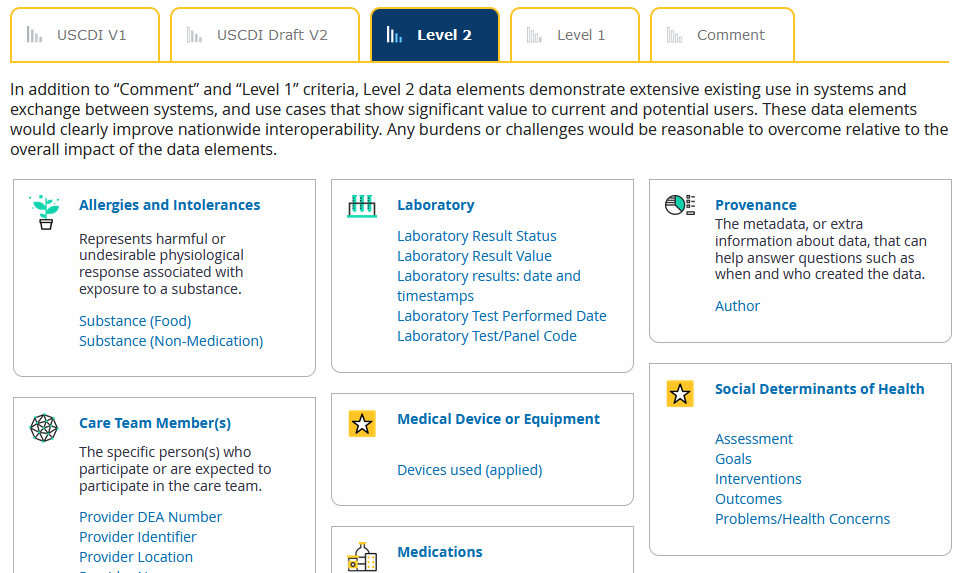 USCDI V1
USCDI Draft V2
Level 2
Level 1
Comment
In addition to “Comment” and “Level 1” criteria, Level 2 data elements demonstrate extensive existing use in systems and
exchange between systems, and use cases that show significant value to current and potential users. These data elements
would clearly improve nationwide interoperability. Any burdens or challenges would be reasonable to overcome relative to the
overall impact of the data elements.
Allergies and Intolerances
Represents harmful or
undesirable physiological
response associated with
exposure to a substance.
Substance (Food)
Substance (Non-Medication)
Care Team Member(s)
The specific person(s) who
participate or are expected to
participate in the care team.
Provider DEA Number
Provider Identifier
Provider Location
Laboratory
Laboratory Result Status
Laboratory Result Value
Laboratory results: date and
timestamps
Laboratory Test Performed Date
Laboratory Test/Panel Code
Medical Device or Equipment
Devices used (applied)
Medications
Provenance
The metadata, or extra
information about data, that can
help answer questions such as
when and who created the data.
Author
Social Determinants of Health
Assessment
Goals
Interventions
Outcomes
Problems/Health Concerns